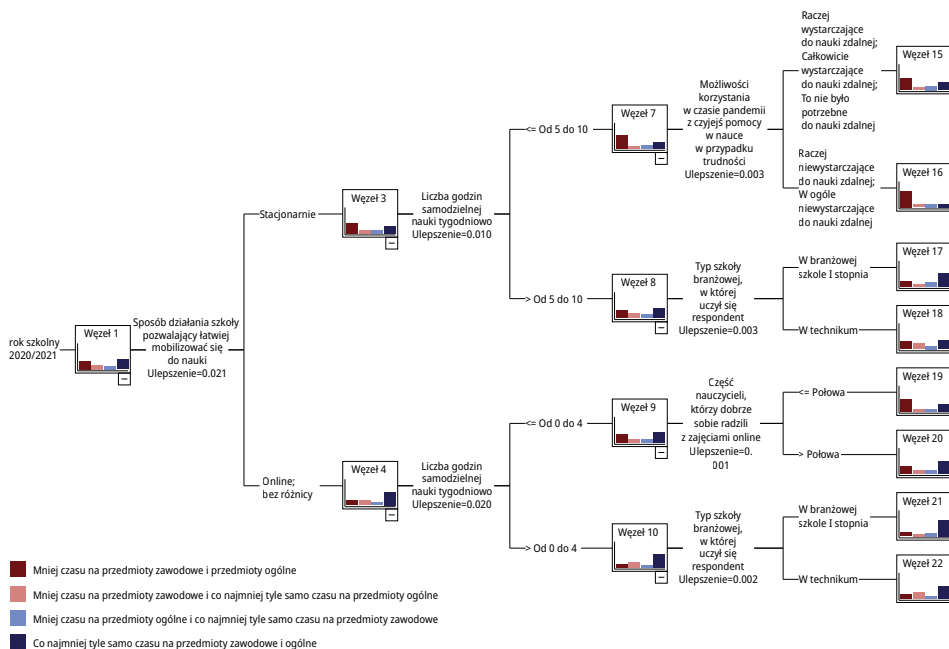 rok szkolny
2020/2021
Węzeł 1
Sposób działania szkoły
pozwalający łatwiej
mobilizować się
do nauki
Ulepszenie=0.021
Stacjonarnie
Węzeł 3
Liczba godzin
samodzielnej
nauki tygodniowo
Ulepszenie=0.010
<= Od 5 do 10
Węzeł 7
Możliwości
korzystania
w czasie pandemii
z czyjejś pomocy
w nauce
w przypadku
trudności
Ulepszenie=0.003
Raczej
wystarczające
do nauki zdalnej;
Całkowicie
wystarczające
do nauki zdalnej;
To nie było
potrzebne
do nauki zdalnej
Węzeł 15
Raczej
niewystarczające
do nauki zdalnej;
W ogóle
niewystarczające
do nauki zdalnej
Węzeł 16
> Od 5 do 10
Węzeł 8
Typ szkoły
branżowej,
w której
uczył się
respondent
Ulepszenie=0.003
W branżowej
szkole I stopnia
Węzeł 17
W technikum
Węzeł 18
Online;
bez różnicy
Węzeł 4
Liczba godzin
samodzielnej
nauki tygodniowo
Ulepszenie=0.020
<= Od 0 do 4
Węzeł 9
Część
nauczycieli,
którzy dobrze
sobie radzili
z zajęciami online
Ulepszenie=0.
001
<= Połowa
Węzeł 19
> Połowa
Węzeł 20
> Od 0 do 4
Węzeł 10
Typ szkoły
branżowej,
w której
uczył się
respondent
Ulepszenie=0.002
W branżowej
szkole I stopnia
Węzeł 21
W technikum
Węzeł 22
Mniej czasu na przedmioty zawodowe i przedmioty ogólne
Mniej czasu na przedmioty zawodowe i co najmniej tyle samo czasu na przedmioty ogólne
Mniej czasu na przedmioty ogólne i co najmniej tyle samo czasu na przedmioty zawodowe
Co najmniej tyle samo czasu na przedmioty zawodowe i ogólne